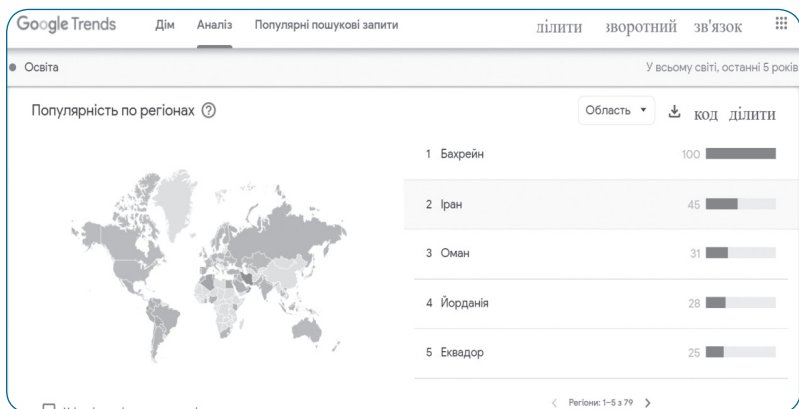 Google Trends Дім Аналіз Популярні пошукові запити ділити зворотний зв'язок
Освіта У всьому світі, останні 5 років
Популярність по регіонах Область код ділити
1 Бахрейн 100
2 Іран 45
3 Оман 31
4 Йорданія 28
5 Еквадор 25
Регіони: 1–5 з 79